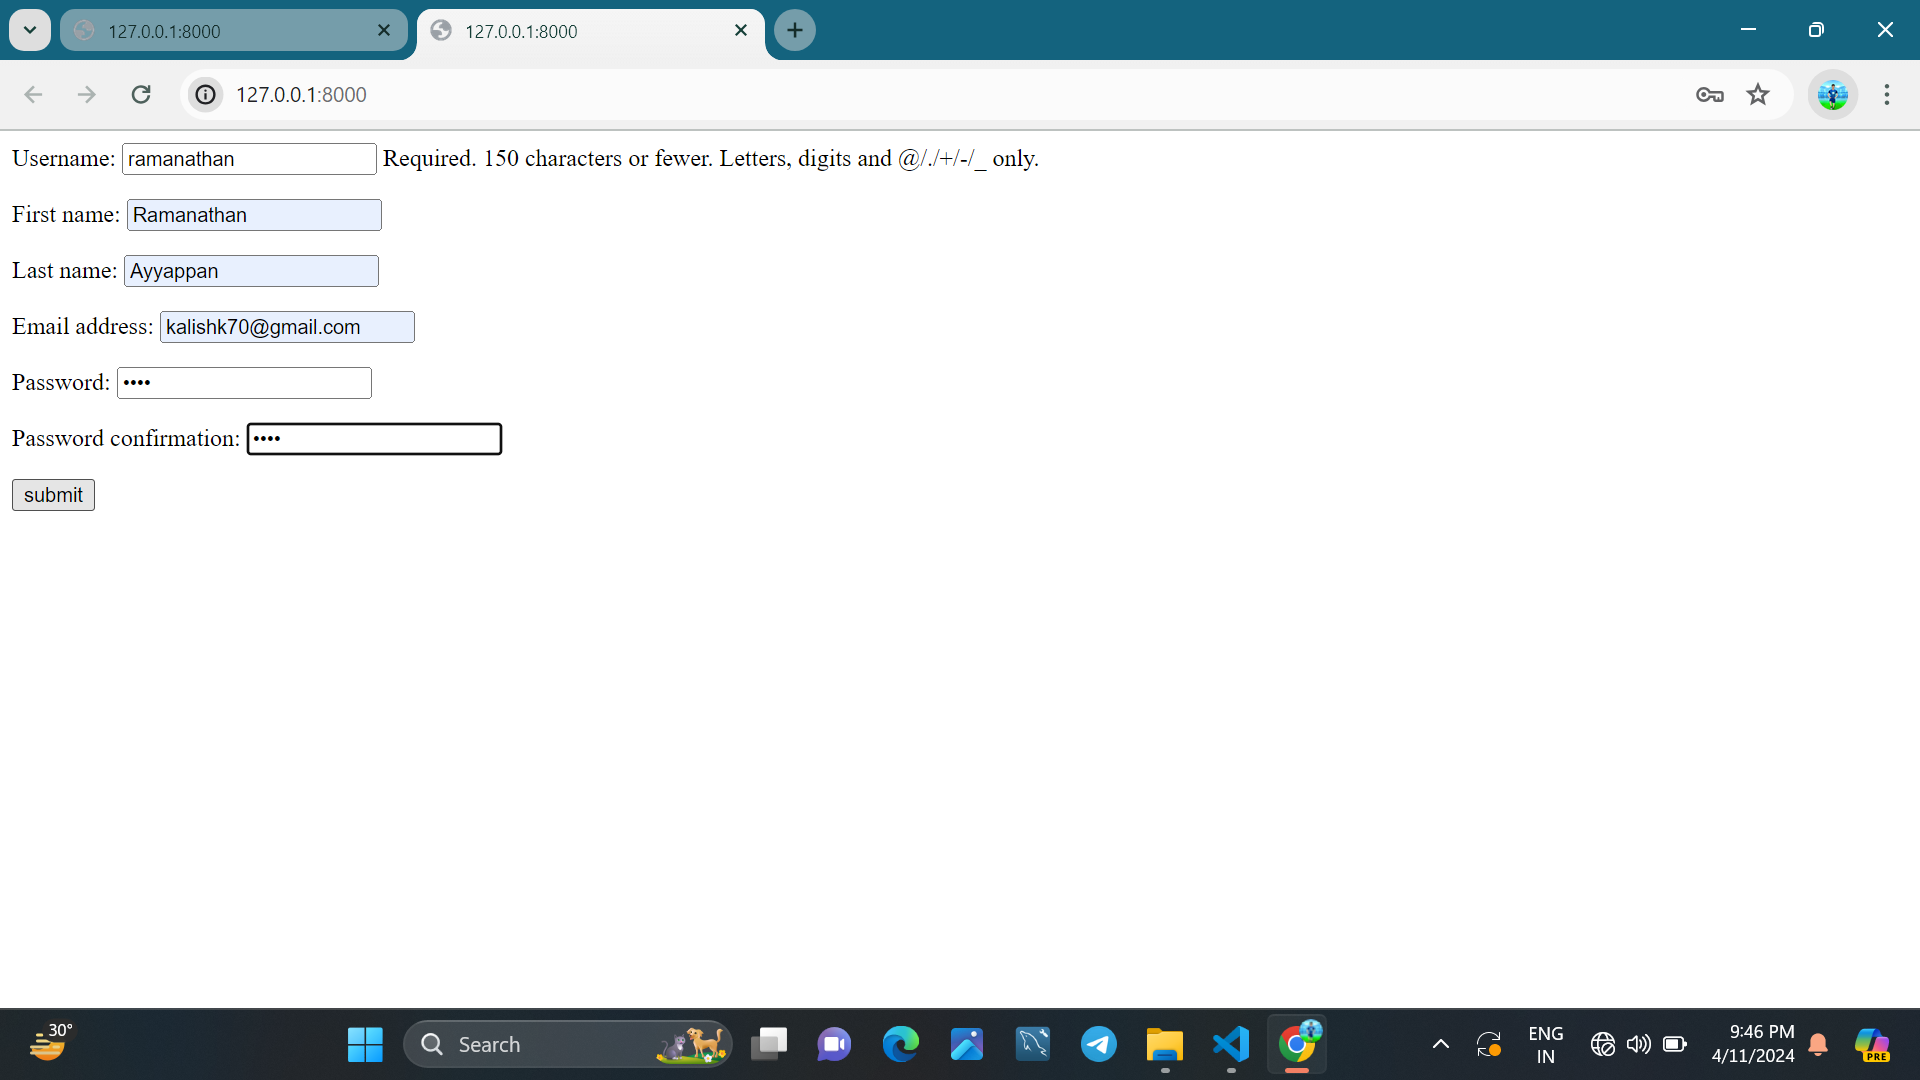 127.0.0.1:8000
127.0.0.1:8000
127.0.0.1:8000
Username: ramanathan Required. 150 characters or fewer. Letters, digits and @/./+/-/_ only.
First name: Ramanathan
Last name: Ayyappan
Email address: kalishk70@gmail.com
Password: ••••
Password confirmation: ••••
submit
30°
Search
ENG
IN
9:46 PM
4/11/2024
PRE